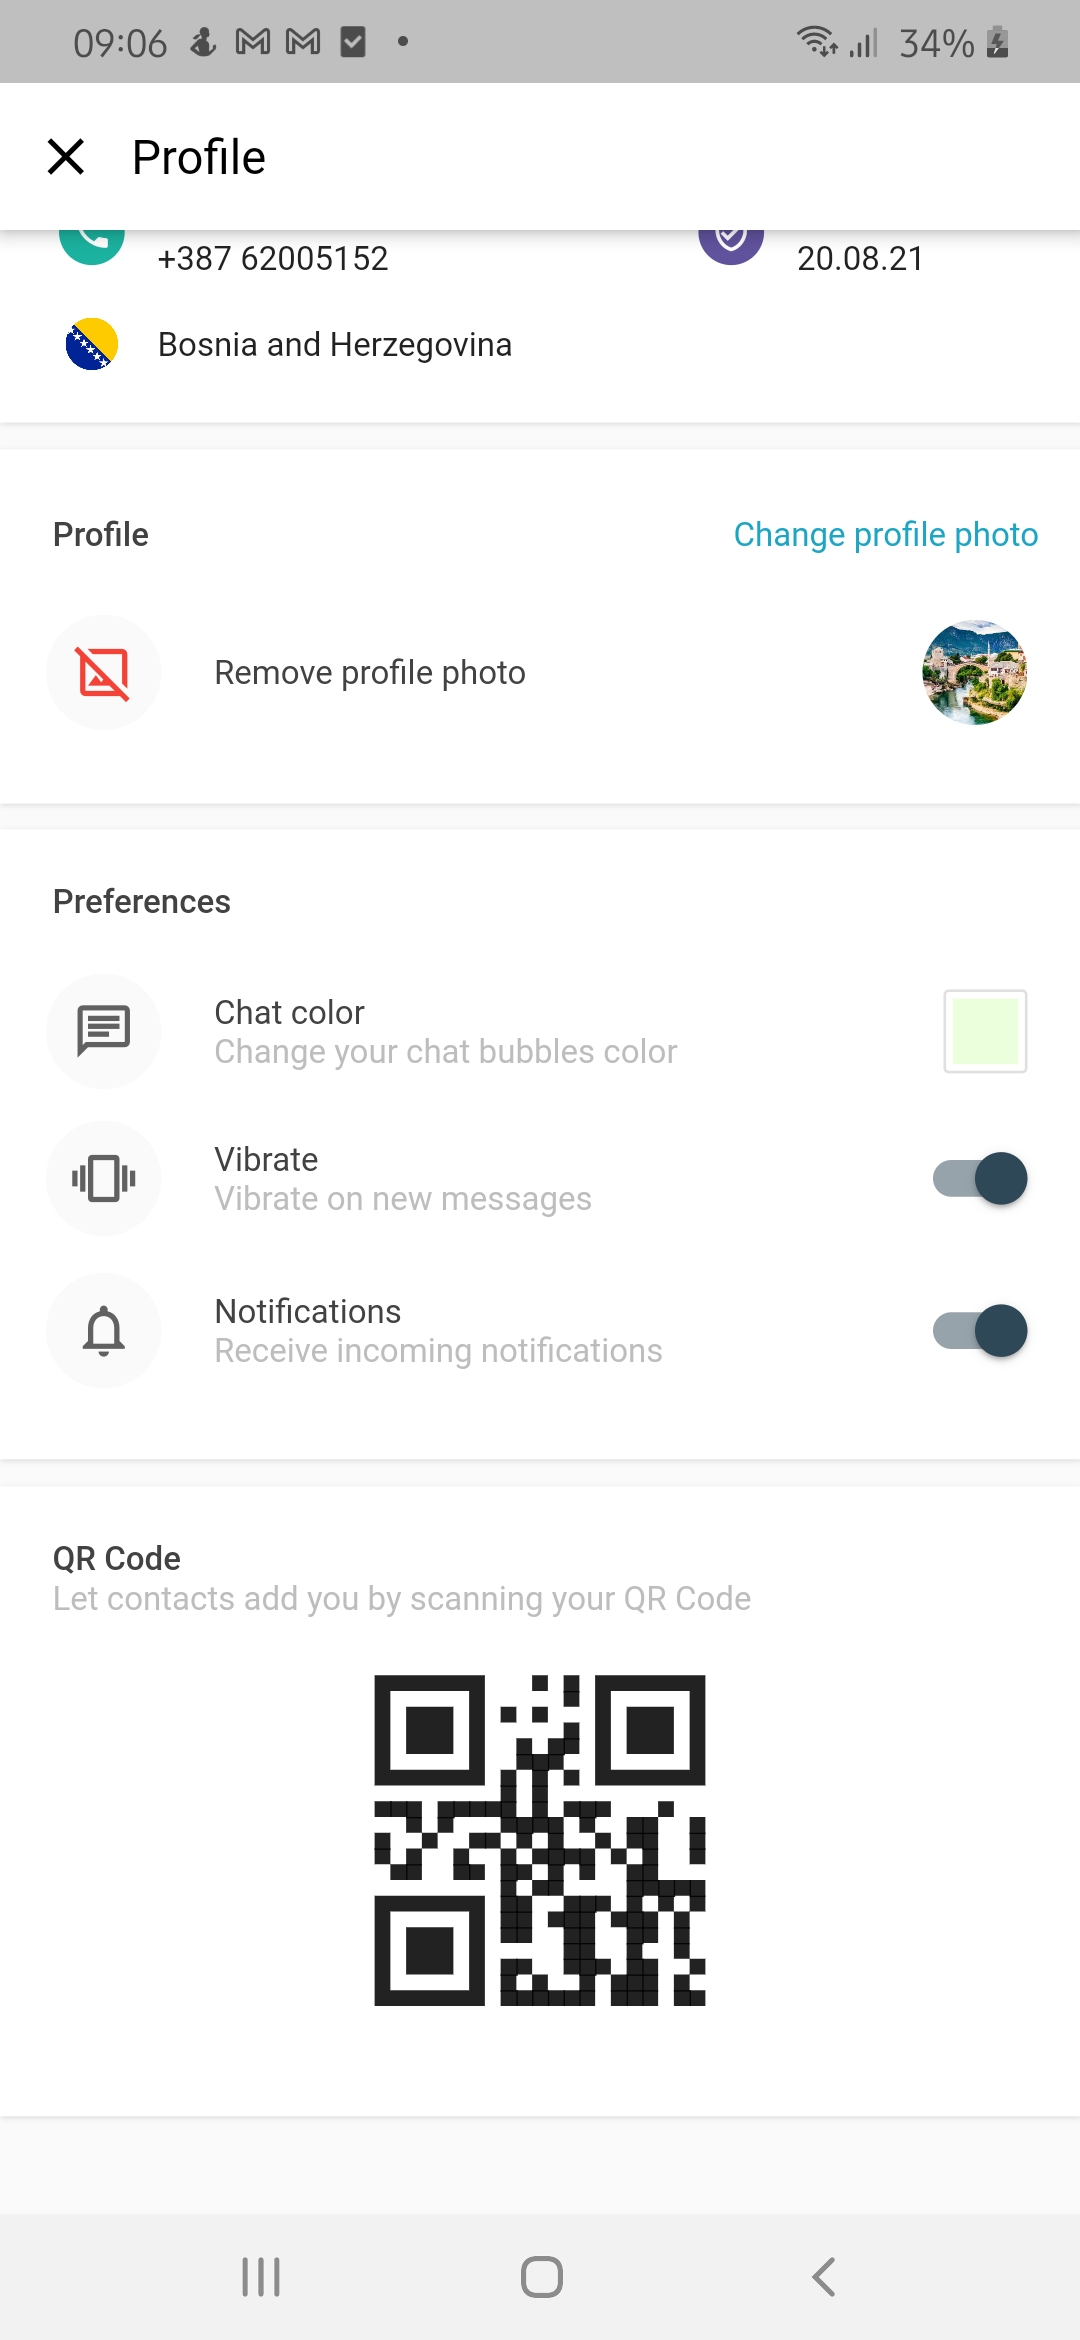 09:06
34%
Profile
+387 62005152
20.08.21
Bosnia and Herzegovina
Profile
Change profile photo
Remove profile photo
Preferences
Chat color
Change your chat bubbles color
Vibrate
Vibrate on new messages
Notifications
Receive incoming notifications
QR Code
Let contacts add you by scanning your QR Code